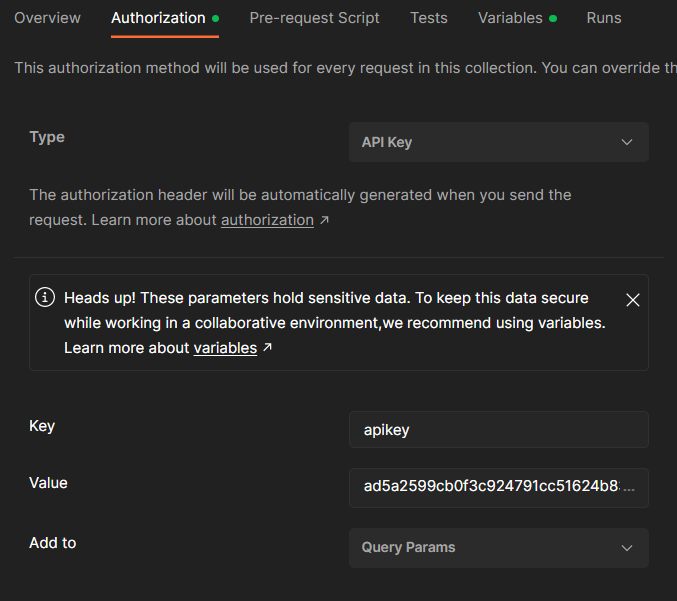 Overview Authorization Pre-request Script Tests Variables Runs
This authorization method will be used for every request in this collection. You can override
Type API Key
The authorization header will be automatically generated when you send the
request. Learn more about authorization ↗
Heads up! These parameters hold sensitive data. To keep this data secure
while working in a collaborative environment,we recommend using variables.
Learn more about variables ↗
Key apikey
Value ad5a2599cb0f3c924791cc51624b8...
Add to Query Params